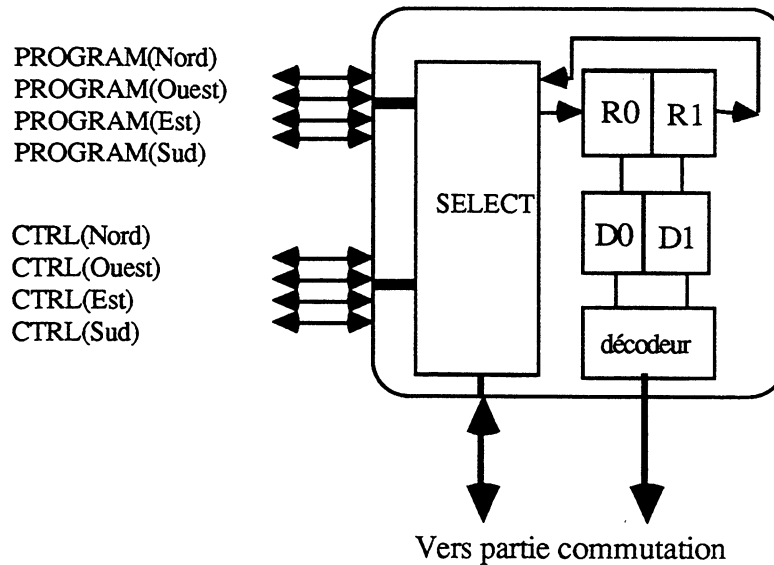 PROGRAM(Nord)
PROGRAM(Ouest)
PROGRAM(Est)
PROGRAM(Sud)
CTRL(Nord)
CTRL(Ouest)
CTRL(Est)
CTRL(Sud)
SELECT
R0 R1
D0 D1
décodeur
Vers partie commutation